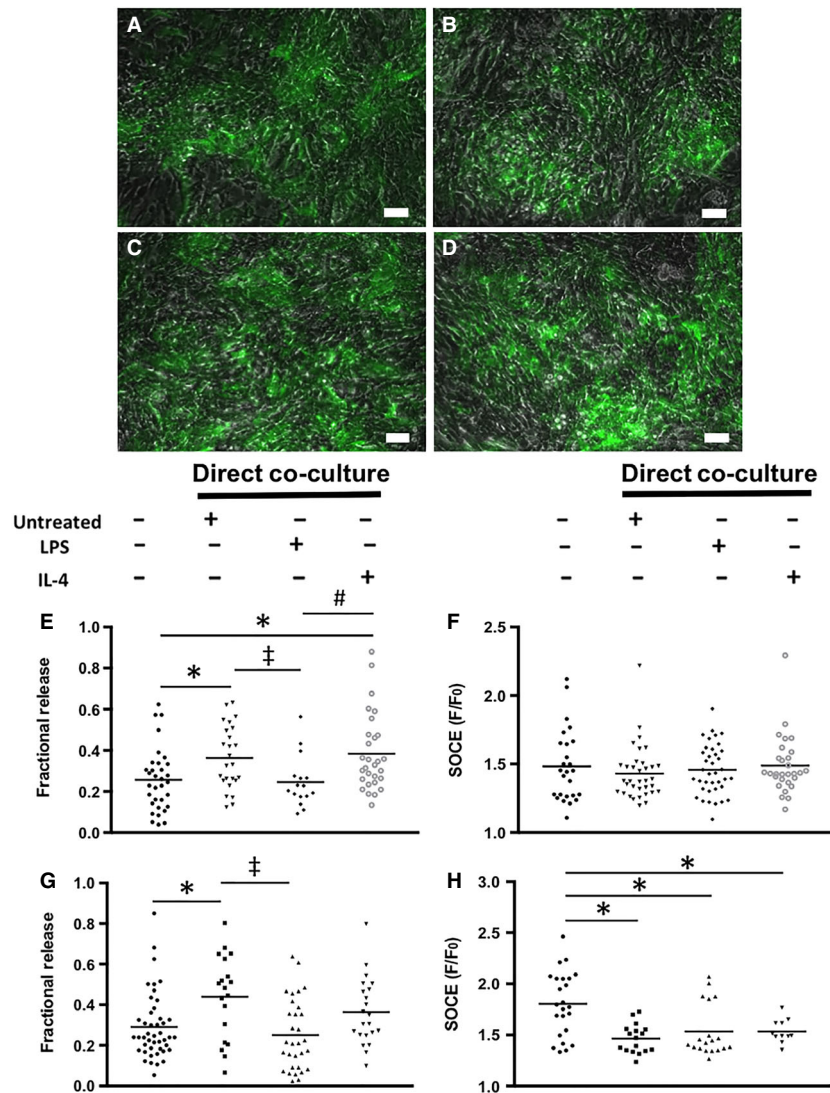 A
B
C
D
Direct co-culture Direct co-culture
Untreated – + – – – + – –
LPS – – + – – – + –
IL-4 – – – + – – – +
E
Fractional release
1.0
0.8
0.6
0.4
0.2
0.0
*
*
‡
#
F
SOCE (F/F0)
2.5
2.0
1.5
1.0
G
Fractional release
1.0
0.8
0.6
0.4
0.2
0.0
*
‡
H
SOCE (F/F0)
3.0
2.5
2.0
1.5
1.0
*
*
*